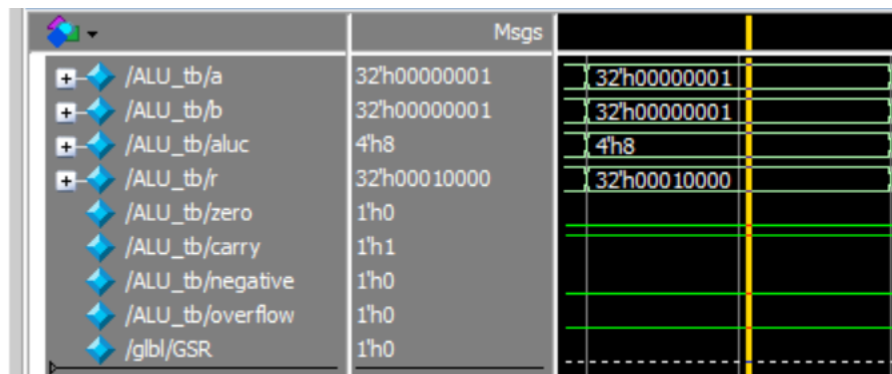 Msgs
/ALU_tb/a 32'h00000001 32'h00000001
/ALU_tb/b 32'h00000001 32'h00000001
/ALU_tb/aluc 4'h8 4'h8
/ALU_tb/r 32'h00010000 32'h00010000
/ALU_tb/zero 1'h0
/ALU_tb/carry 1'h1
/ALU_tb/negative 1'h0
/ALU_tb/overflow 1'h0
/glbl/GSR 1'h0